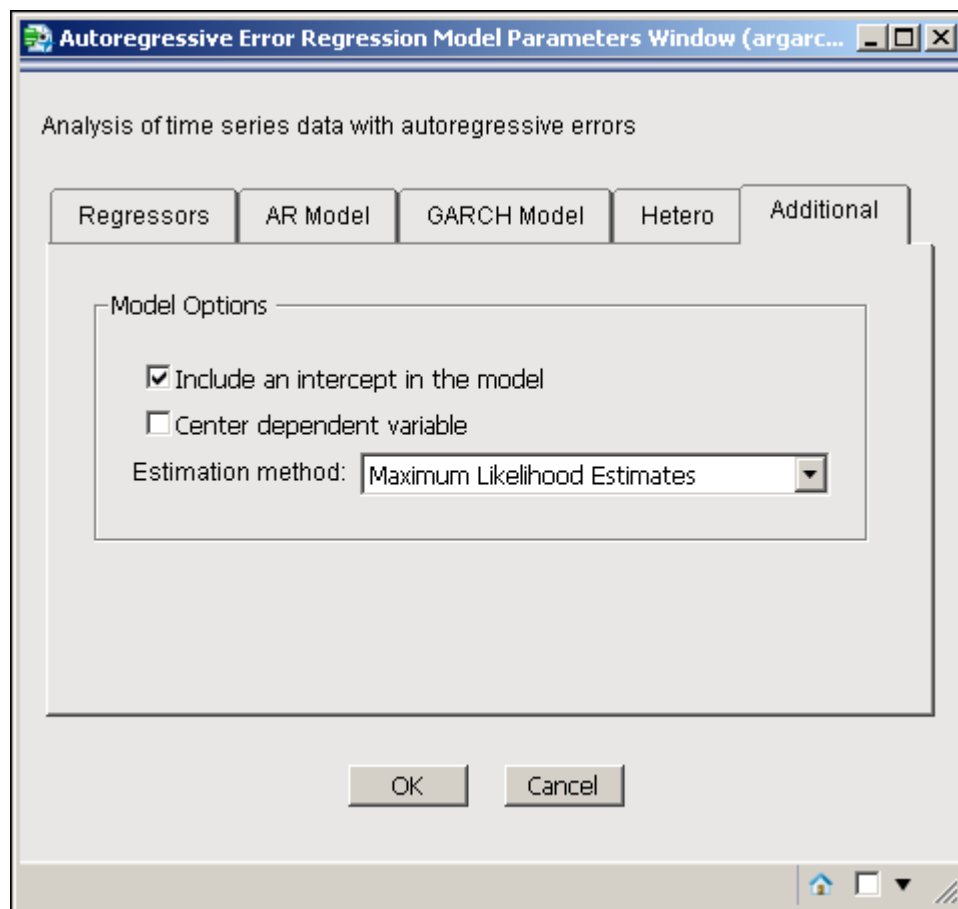 Autoregressive Error Regression Model Parameters Window (argarc...
Analysis of time series data with autoregressive errors
Regressors
AR Model
GARCH Model
Hetero
Additional
Model Options
Include an intercept in the model
Center dependent variable
Estimation method: Maximum Likelihood Estimates
OK
Cancel